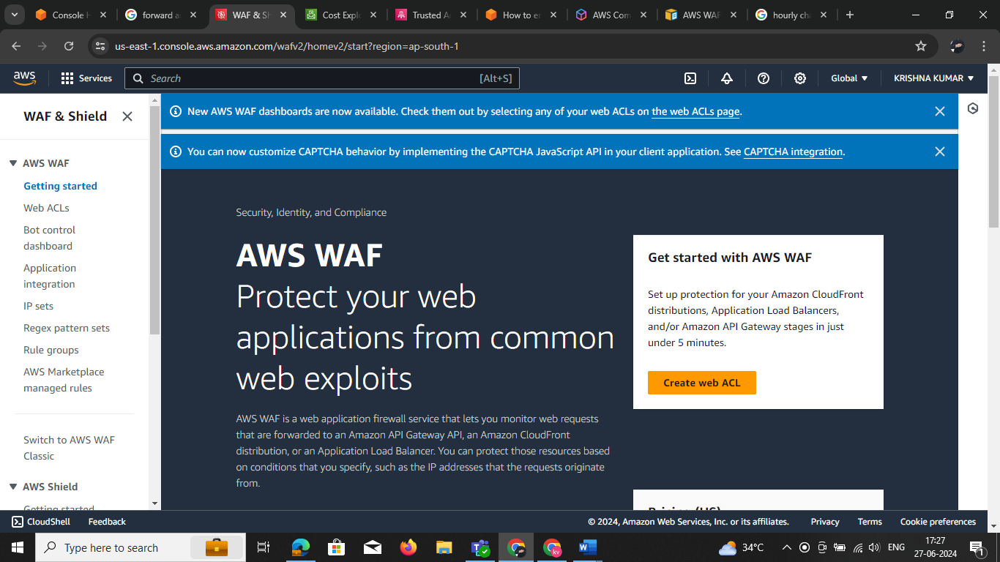 Console H
forward a
WAF & Sh
Cost Expl
Trusted A
How to e
AWS Com
AWS WAF
hourly cha
us-east-1.console.aws.amazon.com/wafv2/homev2/start?region=ap-south-1
aws
Services
Search
[Alt+S]
Global
KRISHNA KUMAR
WAF & Shield
AWS WAF
Getting started
Web ACLs
Bot control
dashboard
Application
integration
IP sets
Regex pattern sets
Rule groups
AWS Marketplace
managed rules
Switch to AWS WAF
Classic
AWS Shield
Getting started
New AWS WAF dashboards are now available. Check them out by selecting any of your web ACLs on the web ACLs page.
You can now customize CAPTCHA behavior by implementing the CAPTCHA JavaScript API in your client application. See CAPTCHA integration.
Security, Identity, and Compliance
AWS WAF
Protect your web
applications from common
web exploits
AWS WAF is a web application firewall service that lets you monitor web requests
that are forwarded to an Amazon API Gateway API, an Amazon CloudFront
distribution, or an Application Load Balancer. You can protect those resources based
on conditions that you specify, such as the IP addresses that the requests originate
from.
Get started with AWS WAF
Set up protection for your Amazon CloudFront
distributions, Application Load Balancers,
and/or Amazon API Gateway stages in just
under 5 minutes.
Create web ACL
Pricing (US)
CloudShell
Feedback
© 2024, Amazon Web Services, Inc. or its affiliates.
Privacy
Terms
Cookie preferences
Type here to search
34°C
ENG
17:27
27-06-2024
1